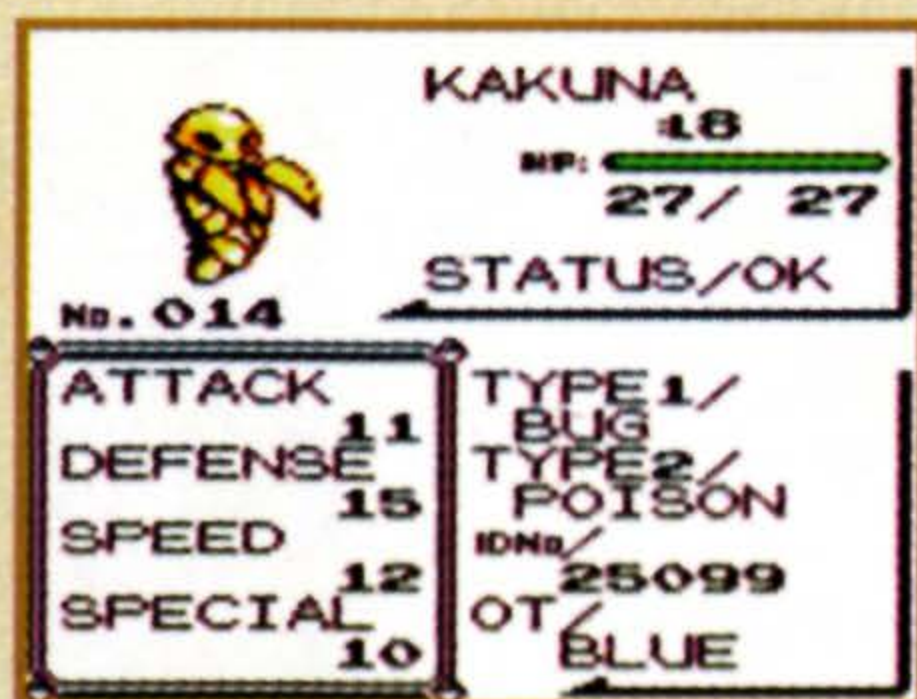 KAKUNA
:L8
HP:
27/ 27
STATUS/OK
No.014
ATTACK
11
DEFENSE
15
SPEED
12
SPECIAL
10
TYPE1/
BUG
TYPE2/
POISON
IDNo/
25099
OT/
BLUE